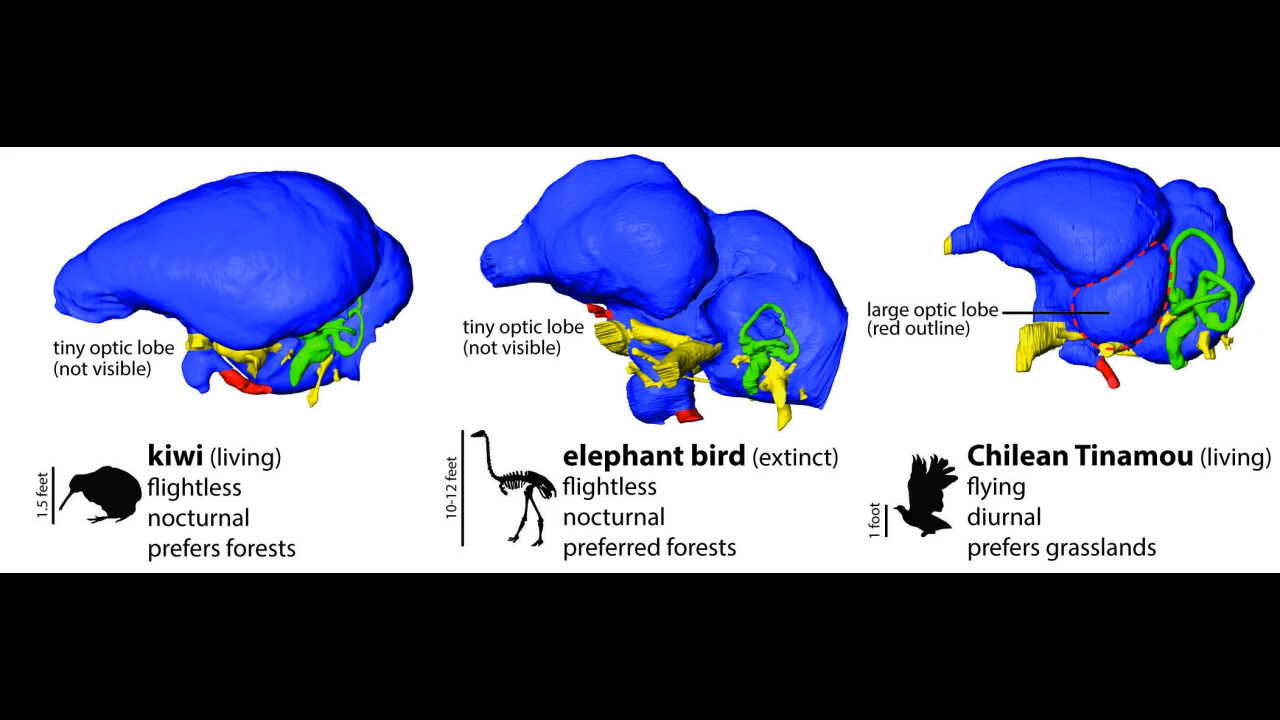 tiny optic lobe
(not visible)
1.5 feet
kiwi (living)
flightless
nocturnal
prefers forests
tiny optic lobe
(not visible)
10-12 feet
elephant bird (extinct)
flightless
nocturnal
preferred forests
large optic lobe
(red outline)
1 foot
Chilean Tinamou (living)
flying
diurnal
prefers grasslands